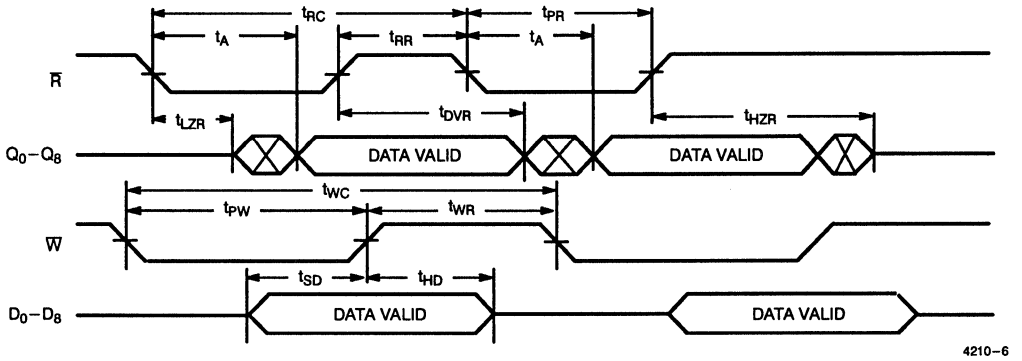 tRC tPR
tA tRR tA
R̅
tLZR tDVR tHZR
Q0–Q8 DATA VALID DATA VALID
tWC
tPW tWR
W̅
tSD tHD
D0–D8 DATA VALID DATA VALID
4210–6